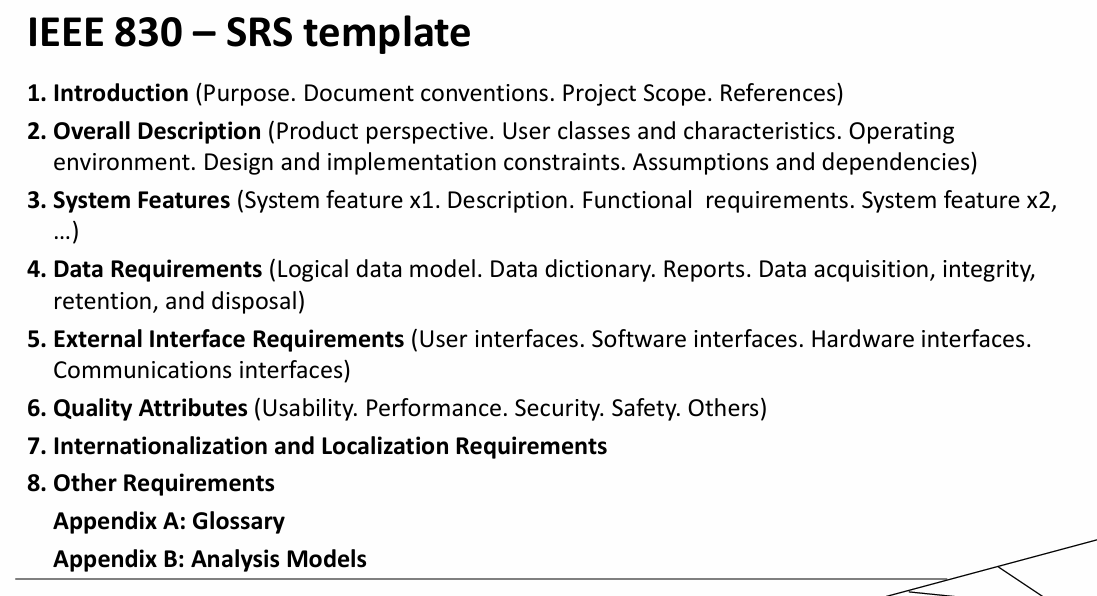 IEEE 830 – SRS template
1. Introduction (Purpose. Document conventions. Project Scope. References)
2. Overall Description (Product perspective. User classes and characteristics. Operating
environment. Design and implementation constraints. Assumptions and dependencies)
3. System Features (System feature x1. Description. Functional  requirements. System feature x2,
…)
4. Data Requirements (Logical data model. Data dictionary. Reports. Data acquisition, integrity,
retention, and disposal)
5. External Interface Requirements (User interfaces. Software interfaces. Hardware interfaces.
Communications interfaces)
6. Quality Attributes (Usability. Performance. Security. Safety. Others)
7. Internationalization and Localization Requirements
8. Other Requirements
Appendix A: Glossary
Appendix B: Analysis Models